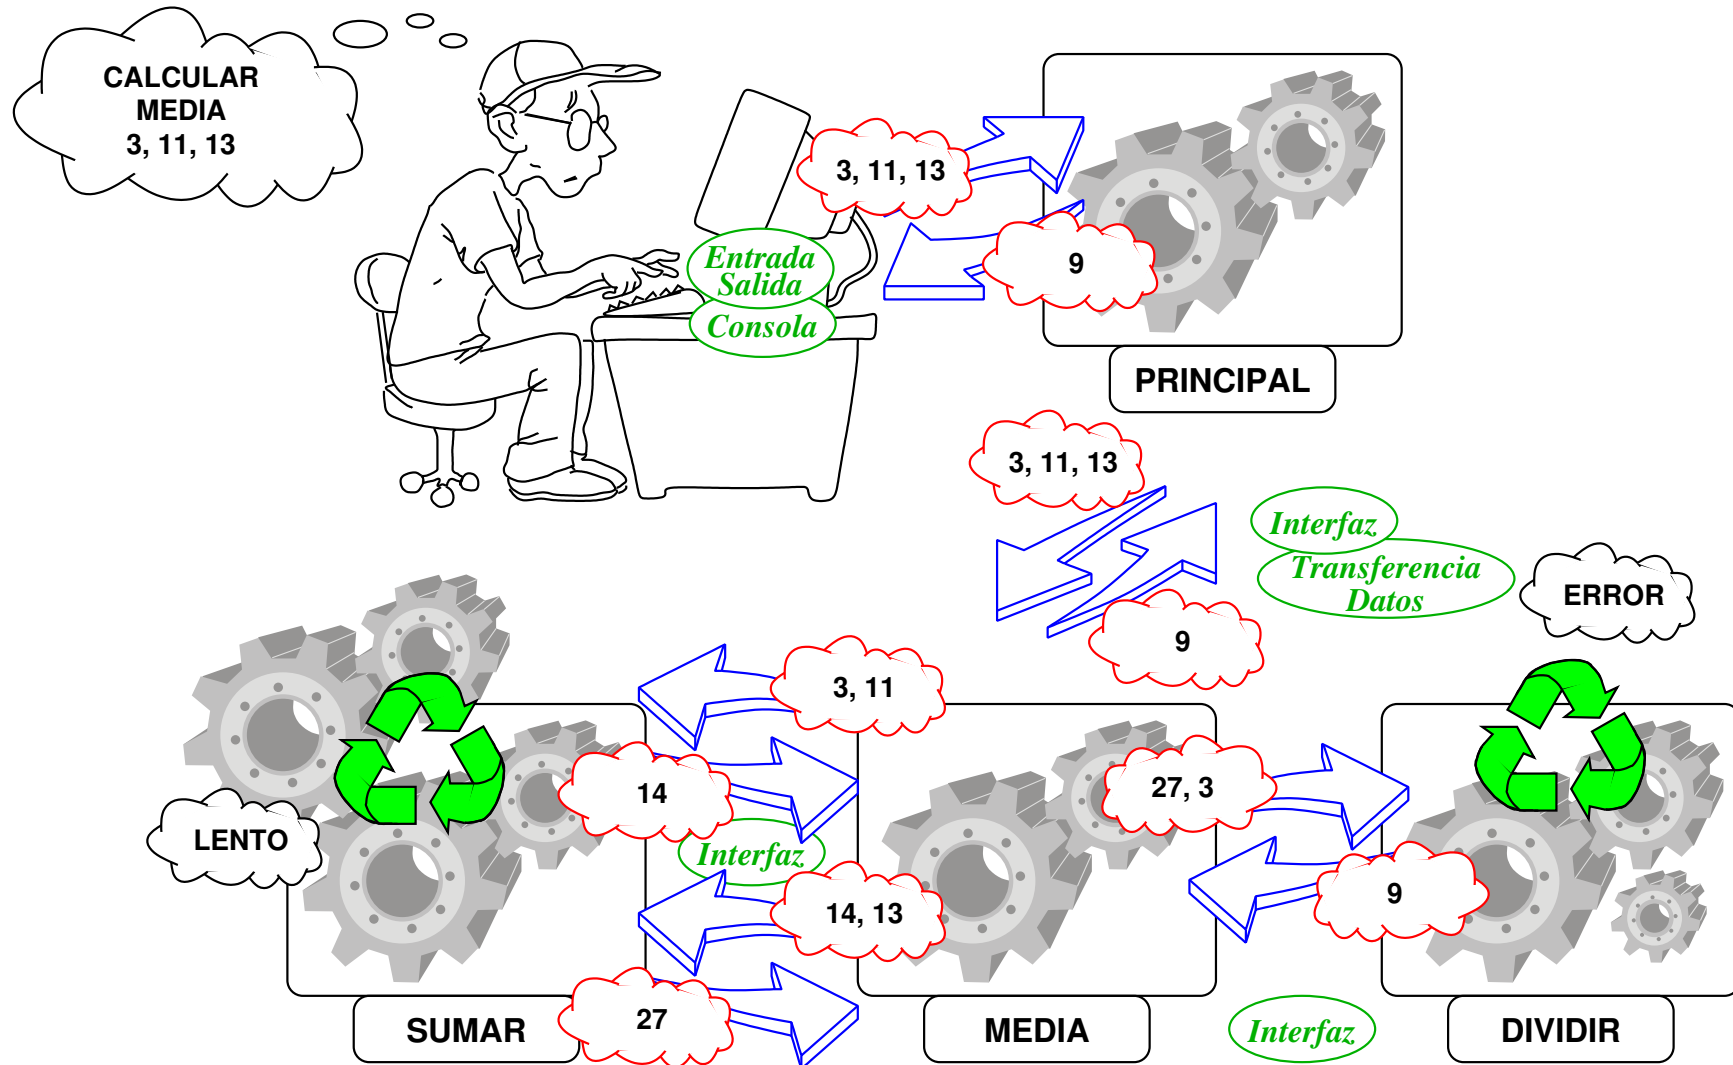 CALCULAR
MEDIA
3, 11, 13
3, 11, 13
9
Entrada
Salida
Consola
PRINCIPAL
3, 11, 13
9
Interfaz
Transferencia
Datos
ERROR
3, 11
14
LENTO
Interfaz
14, 13
27
27, 3
9
SUMAR
MEDIA
Interfaz
DIVIDIR